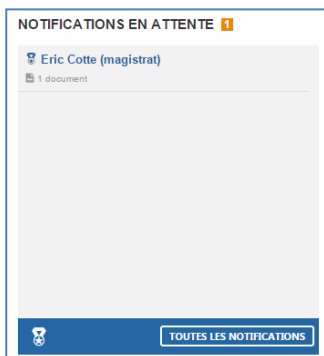 NOTIFICATIONS EN ATTENTE 1
Eric Cotte (magistrat)
1 document
TOUTES LES NOTIFICATIONS